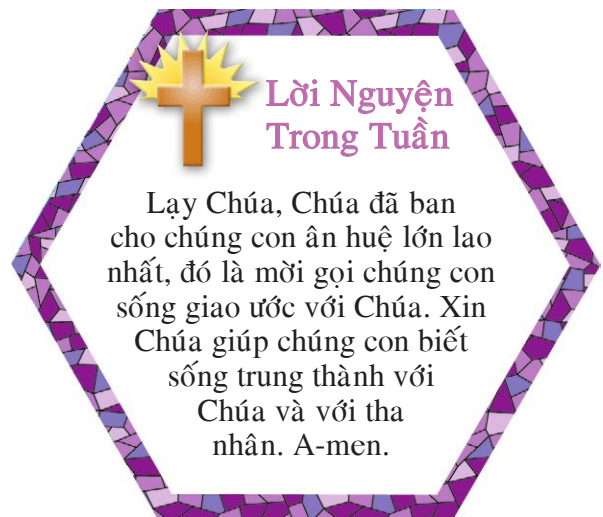 Lời Nguyện
Trong Tuần
Lạy Chúa, Chúa đã ban
cho chúng con ân huệ lớn lao
nhất, đó là mời gọi chúng con
sống giao ước với Chúa. Xin
Chúa giúp chúng con biết
sống trung thành với
Chúa và với tha
nhân. A-men.